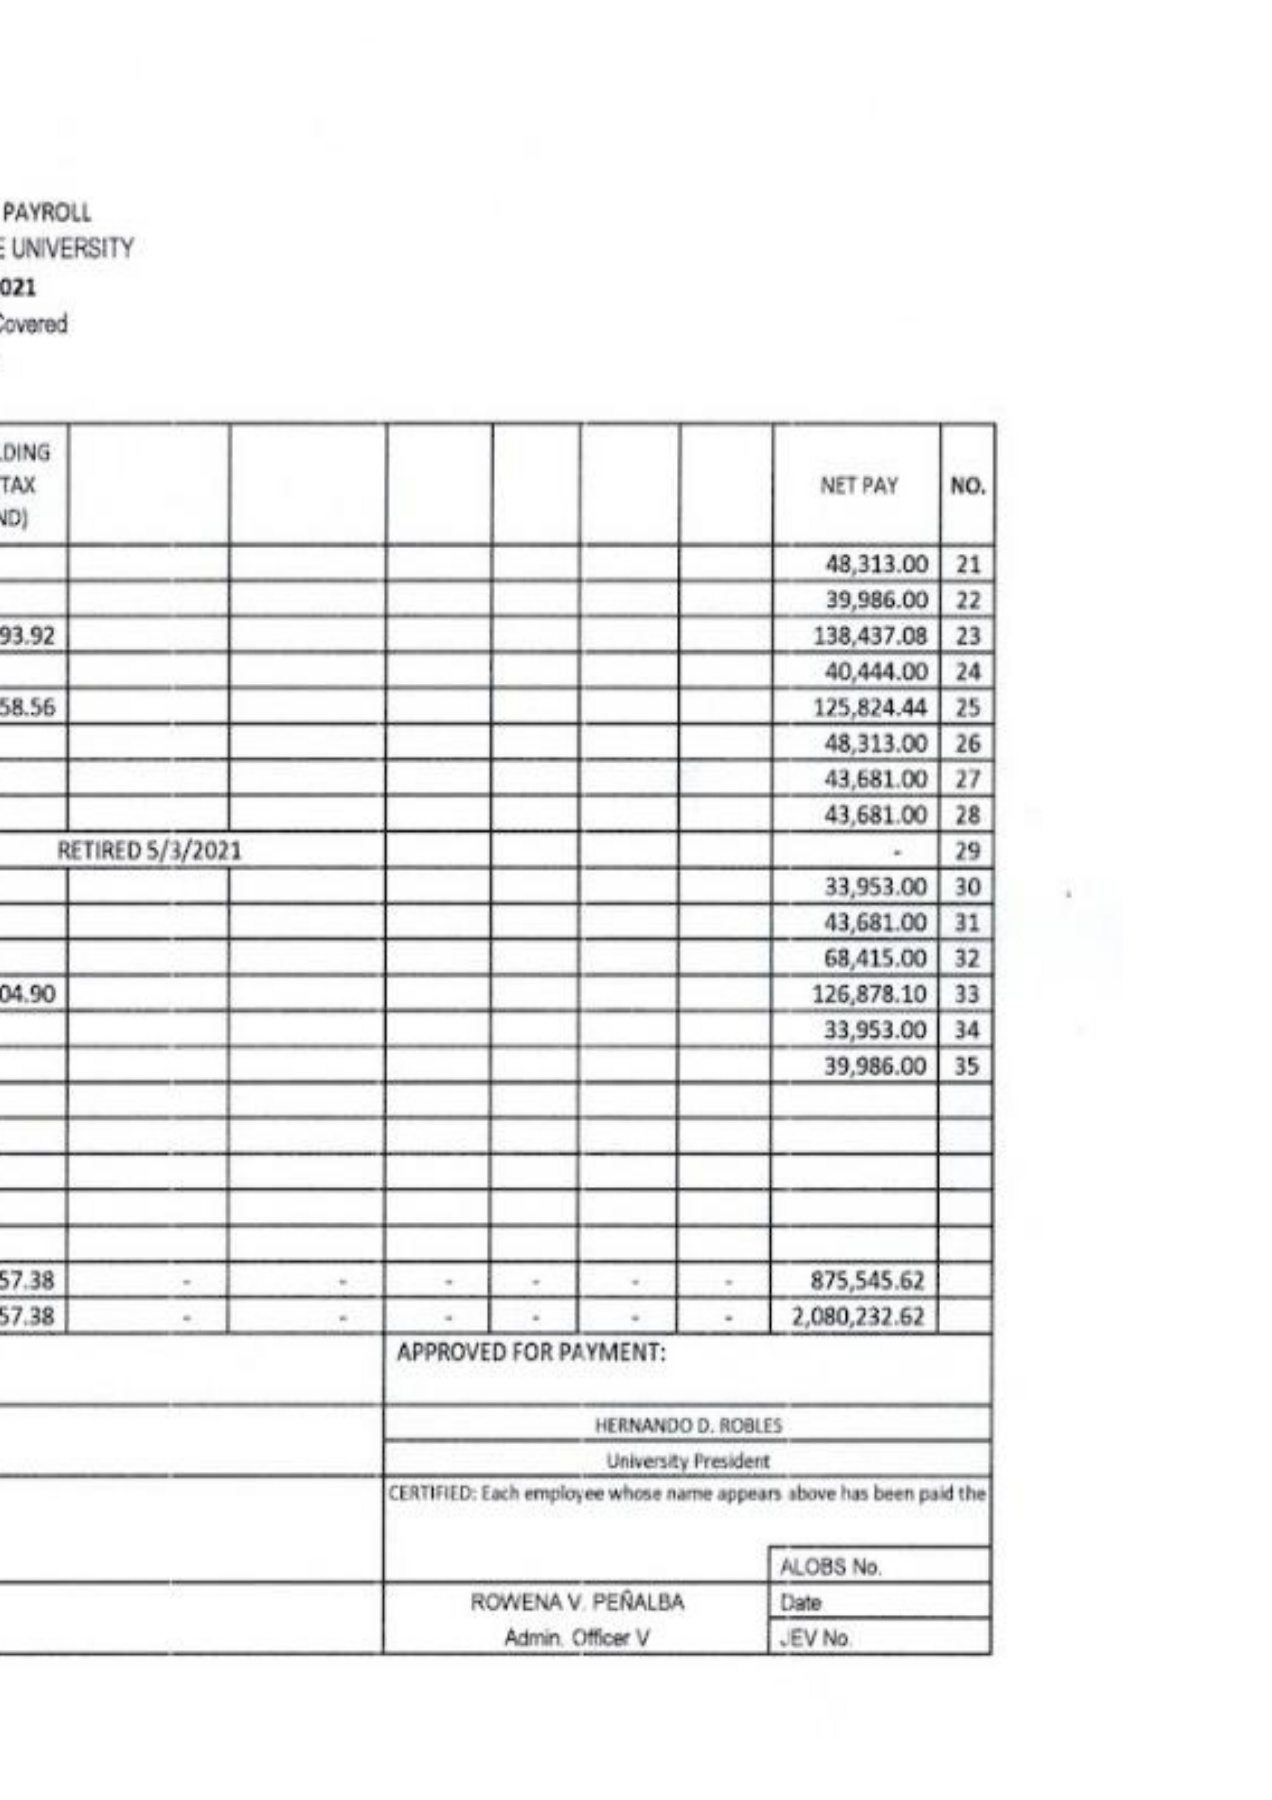 PAYROLL
E UNIVERSITY
021
Covered
LDING
TAX
ND)
NET PAY NO.
48,313.00 21
39,986.00 22
93.92 138,437.08 23
40,444.00 24
58.56 125,824.44 25
48,313.00 26
43,681.00 27
43,681.00 28
RETIRED 5/3/2021 - 29
33,953.00 30
43,681.00 31
68,415.00 32
04.90 126,878.10 33
33,953.00 34
39,986.00 35
57.38 - - - - - - 875,545.62
57.38 - - - - - - 2,080,232.62
APPROVED FOR PAYMENT:
HERNANDO D. ROBLES
University President
CERTIFIED: Each employee whose name appears above has been paid the
ALOBS No.
ROWENA V. PEÑALBA Date
Admin. Officer V JEV No.